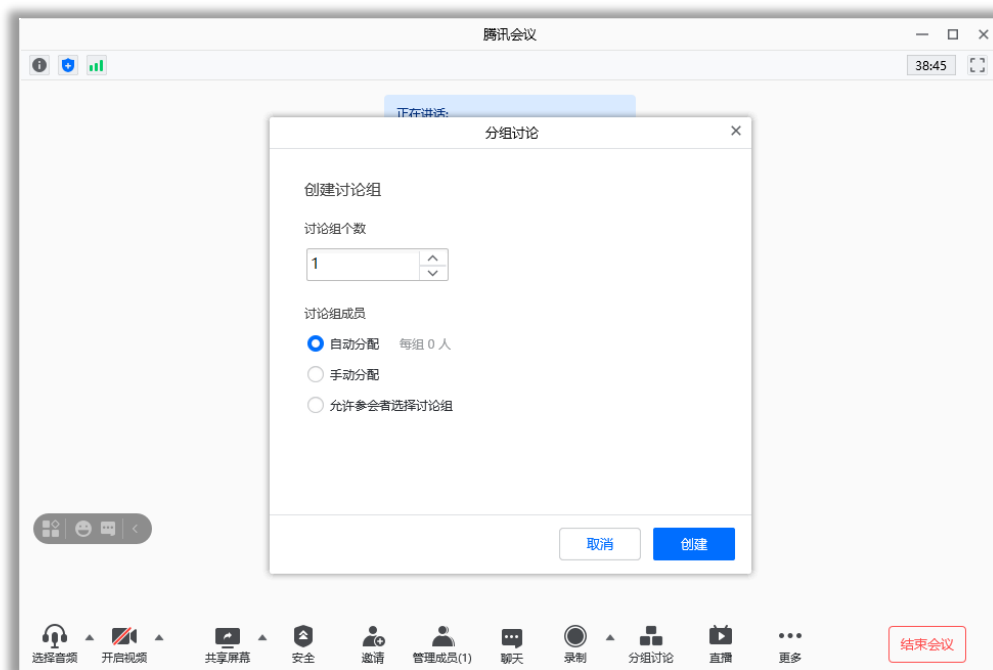 腾讯会议
38:45
正在讲话:
分组讨论
创建讨论组
讨论组个数
1
讨论组成员
自动分配 每组 0 人
手动分配
允许参会者选择讨论组
取消 创建
选择音频 开启视频 共享屏幕 安全 邀请 管理成员(1) 聊天 录制 分组讨论 直播 更多 结束会议